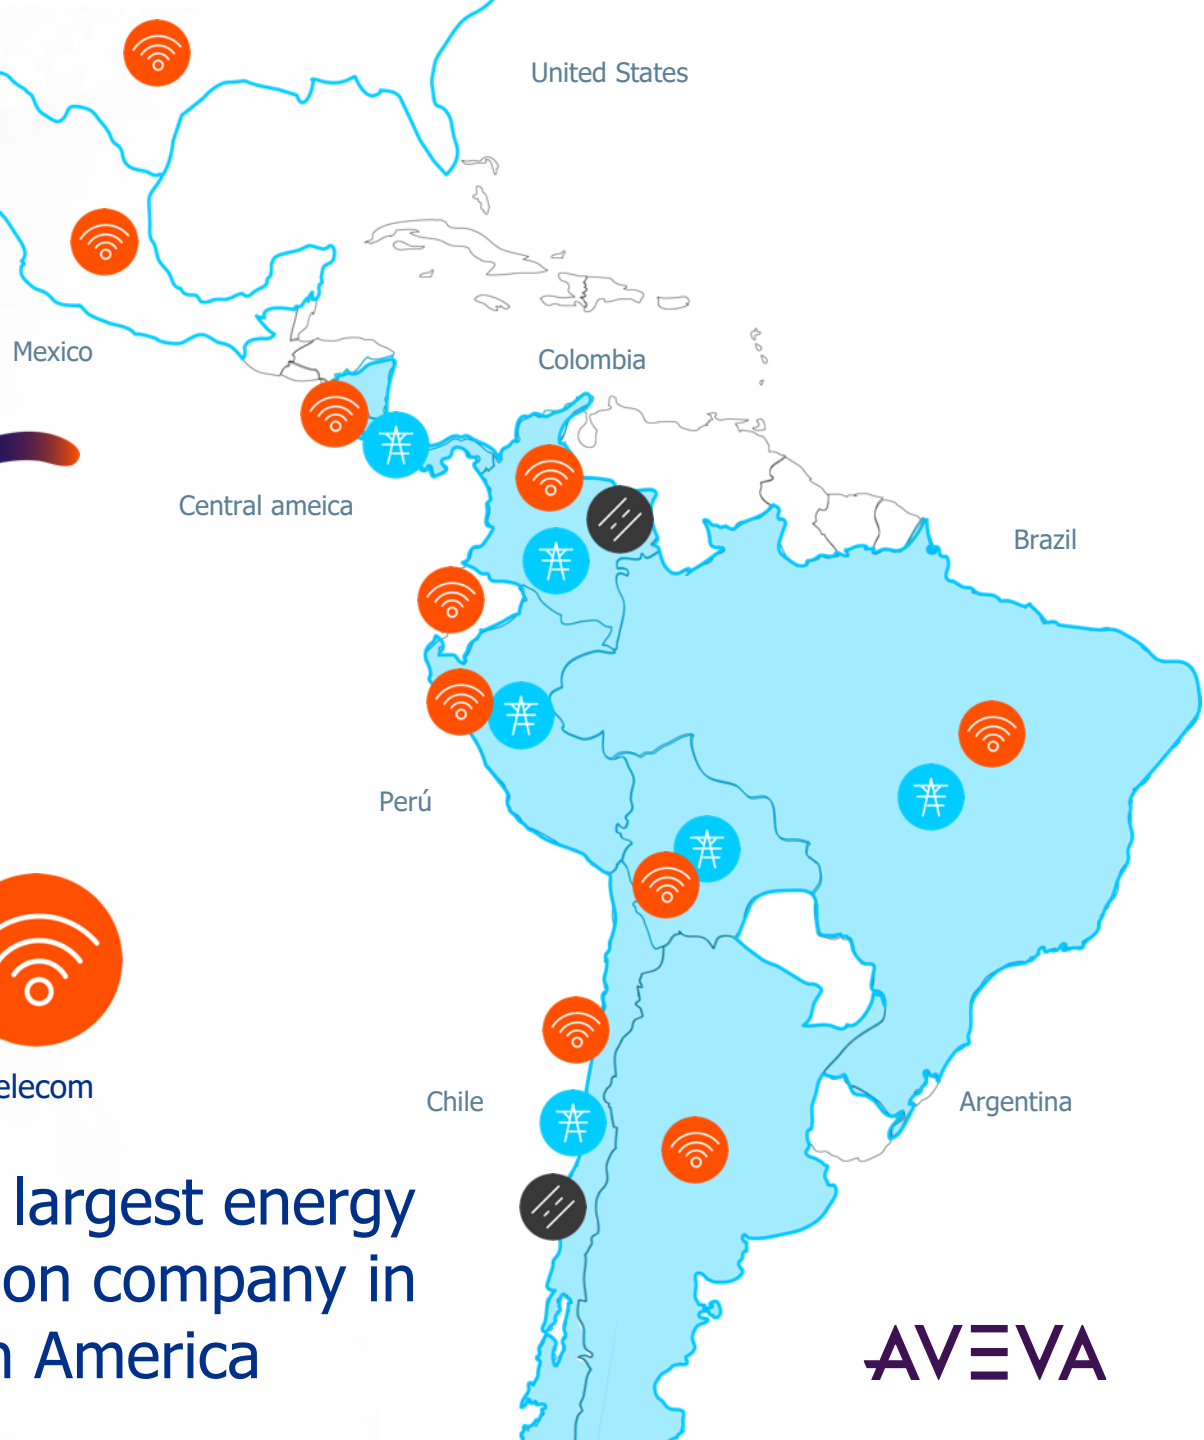 United States
Mexico
Colombia
Central ameica
Brazil
Perú
elecom
Chile
Argentina
largest energy
on company in
America
AVEVA